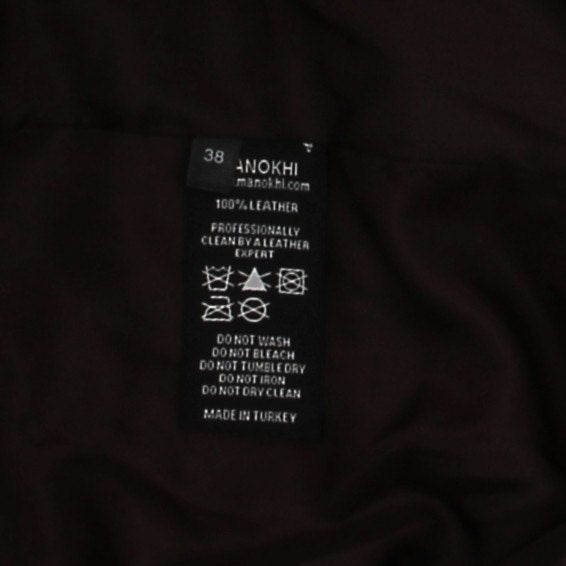 38
ANOKHI
manokhi.com
100% LEATHER
PROFESSIONALLY
CLEAN BY A LEATHER
EXPERT
DO NOT WASH
DO NOT BLEACH
DO NOT TUMBLE DRY
DO NOT IRON
DO NOT DRY CLEAN
MADE IN TURKEY